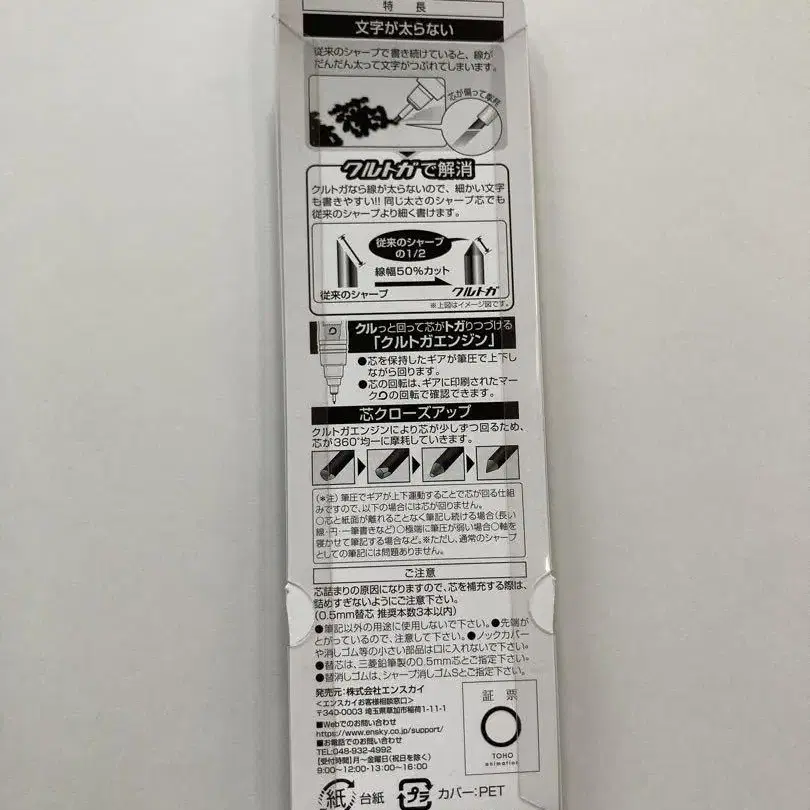 特 長
文字が太らない
従来のシャープで書き続けていると、線が
だんだん太って文字がつぶれてしまいます。
芯が偏って摩耗
クルトガで解消
クルトガなら線が太らないので、細かい文字
も書きやすい!! 同じ太さのシャープ芯でも
従来のシャープより細く書けます。
従来のシャープ
の1/2
線幅50%カット
従来のシャープ
クルトガ
※上図はイメージ図です。
クルっと回って芯がトガりつづける
「クルトガエンジン」
●芯を保持したギアが筆圧で上下し
ながら回ります。
●芯の回転は、ギアに印刷されたマー
クの回転で確認できます。
芯クローズアップ
クルトガエンジンにより芯が少しずつ回るため、
芯が360°均一に摩耗していきます。
(*注) 筆圧でギアが上下運動することで芯が回る仕組
みですので、以下の場合には芯が回りません。
○芯と紙面が離れることなく筆記し続ける場合(長い
線・円・一筆書きなど)○極端に筆圧が弱い場合○軸を
寝かせて筆記する場合など。※ただし、通常のシャープ
としての筆記には問題ありません。
ご注意
芯詰まりの原因になりますので、芯を補充する際は、
詰めすぎないようにご注意下さい。
(0.5mm替芯 推奨本数3本以内)
●筆記以外の用途に使用しないで下さい。●先端が
とがっているので、注意して下さい。●ノックカバー
や消しゴム等の小さい部品は口に入れないで下さい。
●替芯は、三菱鉛筆製の0.5mm芯とご指定下さい。
●替消しゴムは、シャープ消しゴムSとご指定下さい。
発売元:株式会社エンスカイ
<エンスカイお客様相談窓口>
〒340-0003 埼玉県草加市稲荷1-11-1
■Webでのお問い合わせ
https://www.ensky.co.jp/support/
■お電話でのお問い合わせ
TEL:048-932-4992
【受付時間】月~金曜日(祝日を除く)
9:00~12:00・13:00~16:00
証 票
TOHO
animation
紙 台紙
プラ カバー:PET